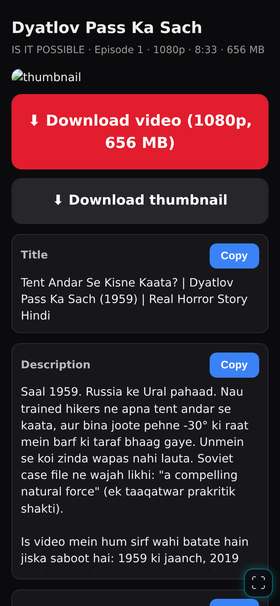 Dyatlov Pass Ka Sach
IS IT POSSIBLE · Episode 1 · 1080p · 8:33 · 656 MB
thumbnail
⬇ Download video (1080p,
656 MB)
⬇ Download thumbnail
Title
Copy
Tent Andar Se Kisne Kaata? | Dyatlov
Pass Ka Sach (1959) | Real Horror Story
Hindi
Description
Copy
Saal 1959. Russia ke Ural pahaad. Nau
trained hikers ne apna tent andar se
kaata, aur bina joote pehne -30° ki raat
mein barf ki taraf bhaag gaye. Unmein
se koi zinda wapas nahi lauta. Soviet
case file ne wajah likhi: "a compelling
natural force" (ek taaqatwar prakritik
shakti).
Is video mein hum sirf wahi batate hain
jiska saboot hai: 1959 ki jaanch, 2019